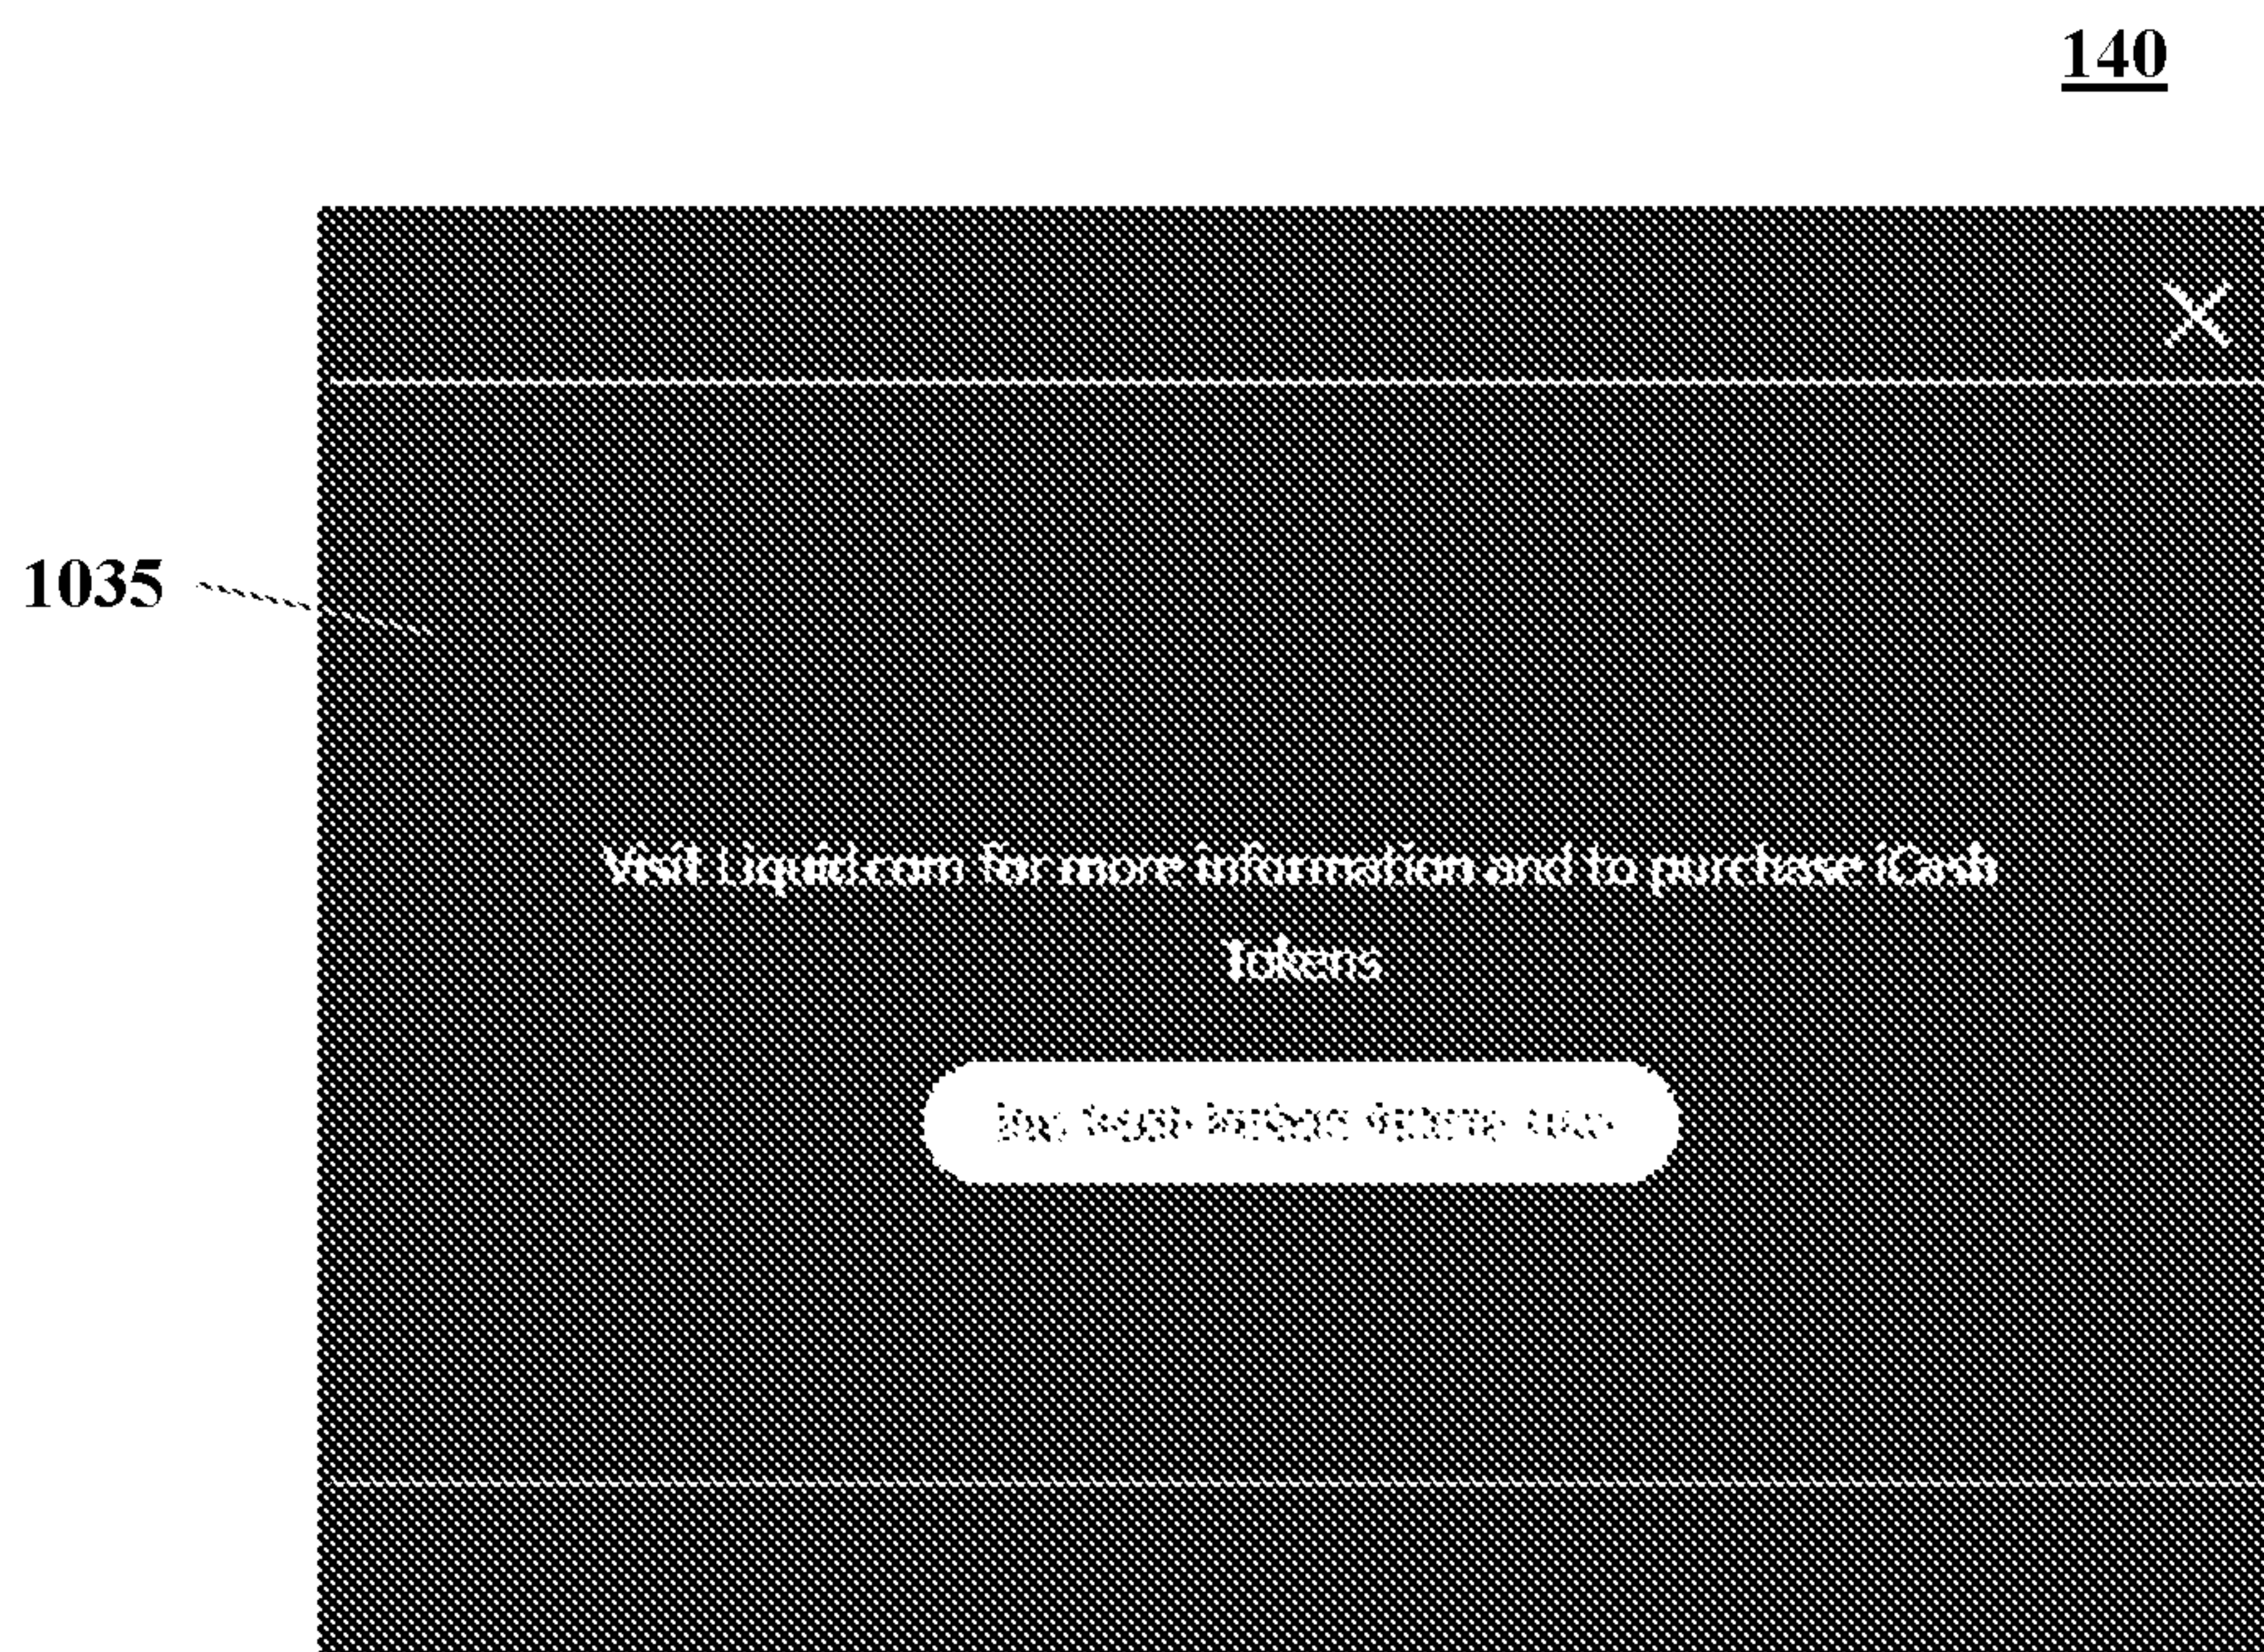 140
1035
Visit Liquid.com for more information and to purchase iCash
Tokens